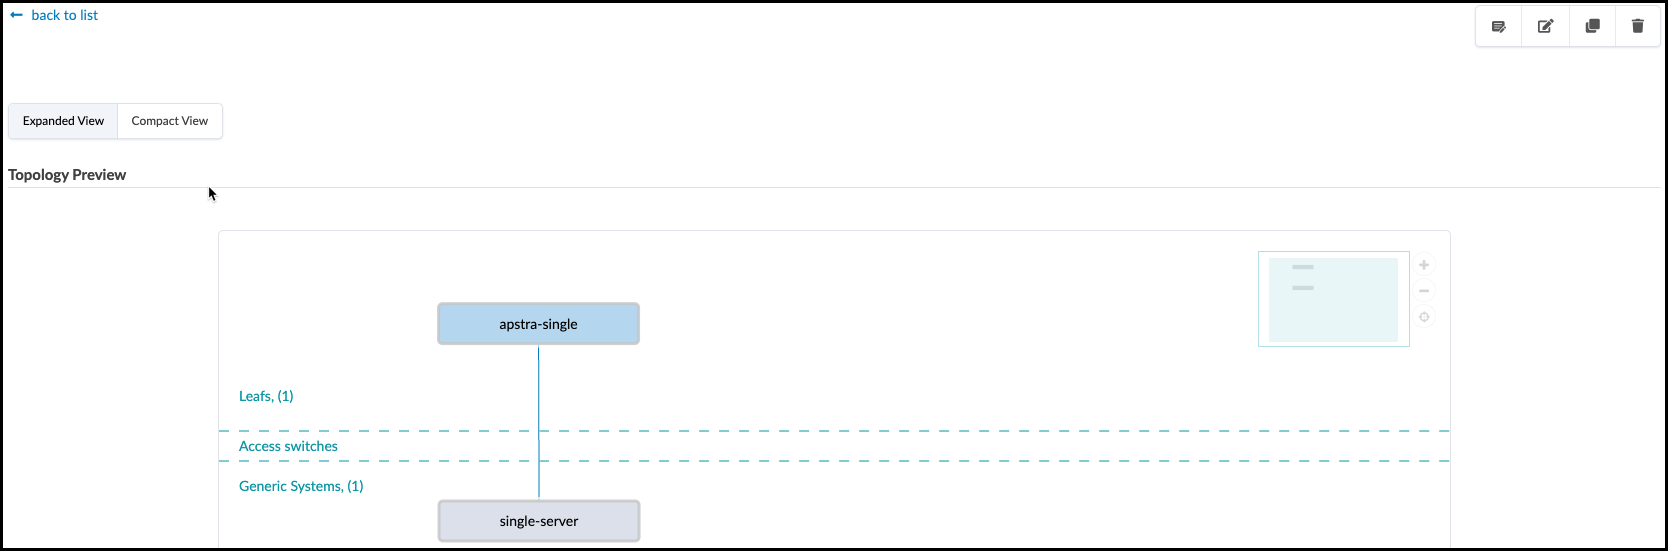 back to list
Expanded View
Compact View
Topology Preview
apstra-single
Leafs, (1)
Access switches
Generic Systems, (1)
single-server